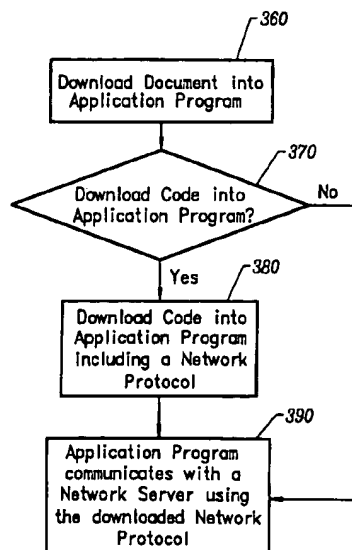 360
Download Document into
Application Program
370
Download Code into
Application Program?
No
Yes
380
Download Code into
Application Program
including a Network
Protocol
390
Application Program
communicates with a
Network Server using
the downloaded Network
Protocol